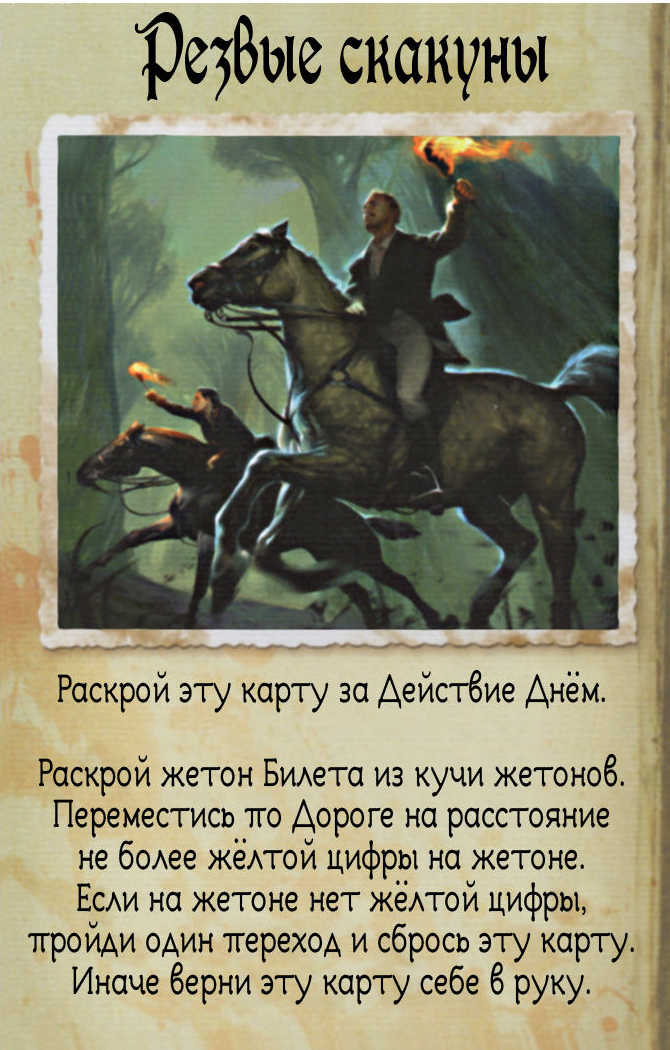 Резвые скакуны
Раскрой эту карту за Действие Днём.
Раскрой жетон Билета из кучи жетонов.
Переместись по Дороге на расстояние
не более жёлтой цифры на жетоне.
Если на жетоне нет жёлтой цифры,
пройди один переход и сбрось эту карту.
Иначе верни эту карту себе в руку.